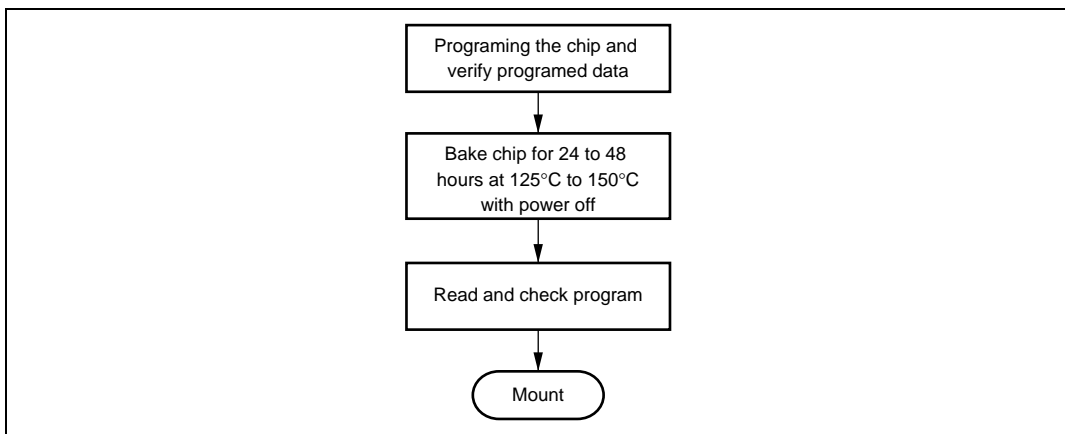 Programing the chip and
verify programed data
Bake chip for 24 to 48
hours at 125°C to 150°C
with power off
Read and check program
Mount